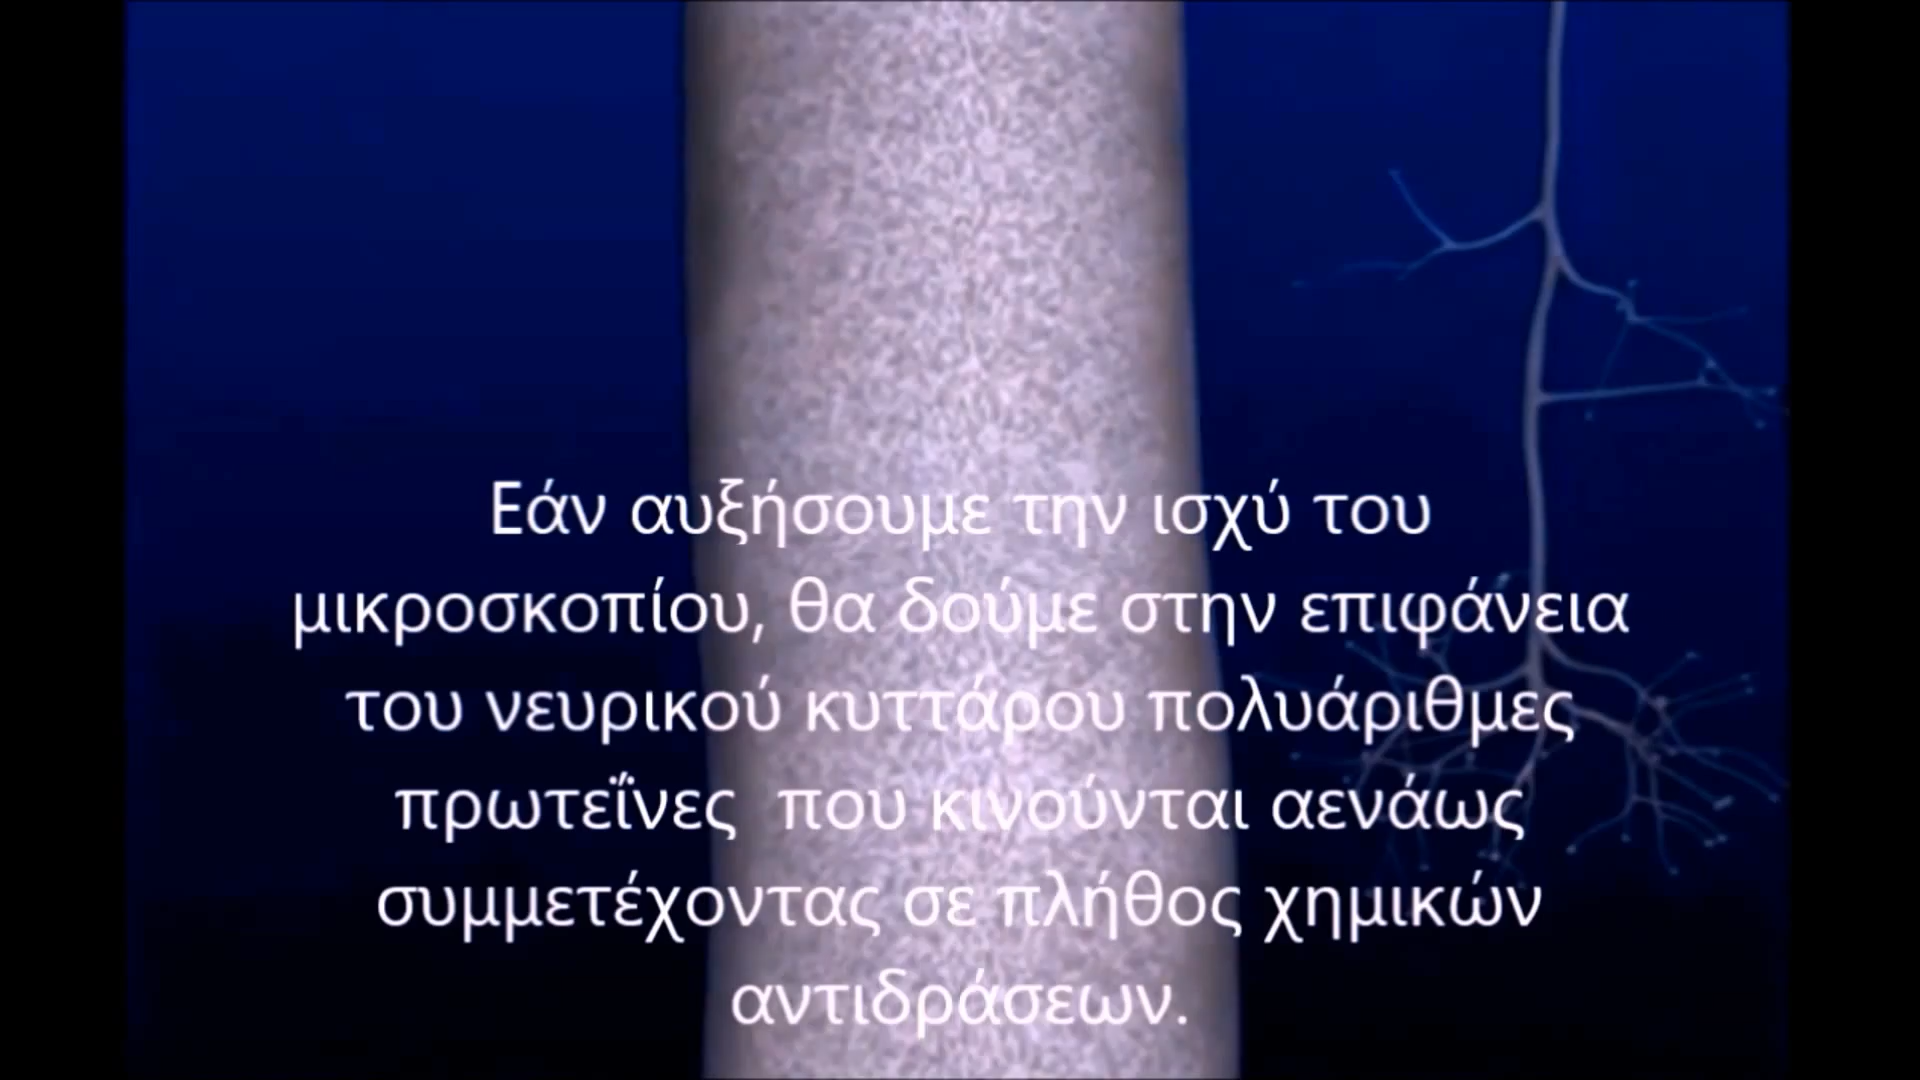 Εάν αυξήσουμε την ισχύ του
μικροσκοπίου, θα δούμε στην επιφάνεια
του νευρικού κυττάρου πολυάριθμες
πρωτεΐνες  που κινούνται αενάως
συμμετέχοντας σε πλήθος χημικών
αντιδράσεων.